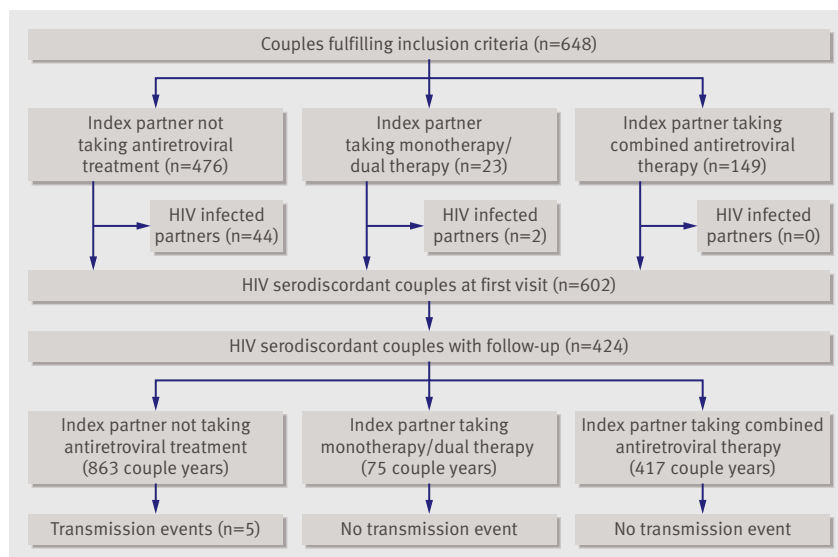 Couples fulfilling inclusion criteria (n=648)
Index partner not
taking antiretroviral
treatment (n=476)
Index partner
taking monotherapy/
dual therapy (n=23)
Index partner taking
combined antiretroviral
therapy (n=149)
HIV infected
partners (n=44)
HIV infected
partners (n=2)
HIV infected
partners (n=0)
HIV serodiscordant couples at first visit (n=602)
HIV serodiscordant couples with follow-up (n=424)
Index partner not taking
antiretroviral treatment
(863 couple years)
Index partner taking
monotherapy/dual therapy
(75 couple years)
Index partner taking combined
antiretroviral therapy
(417 couple years)
Transmission events (n=5)
No transmission event
No transmission event